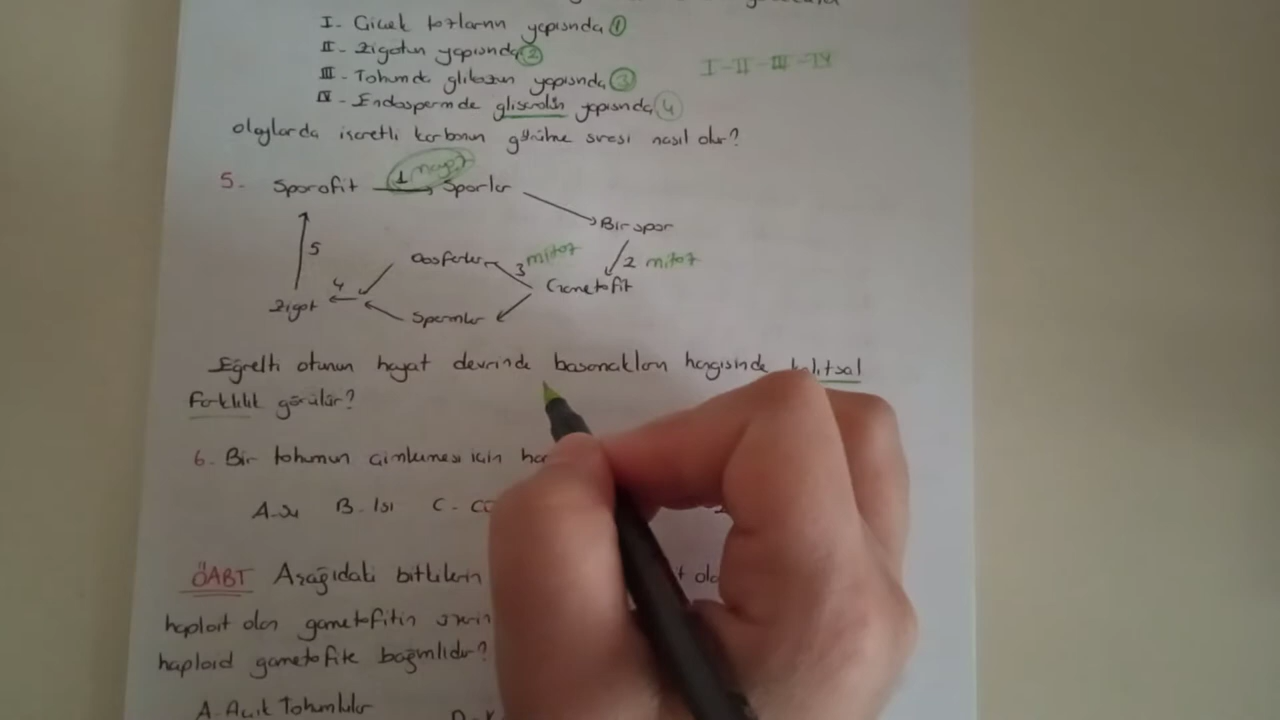 I- Çiçek tozlarının yapısında ①
II- Zigotun yapısında ②
III- Tohumda glikozun yapısında ③
IV- Endospermde gliserolün yapısında ④
I-II-III-IV
olaylarda işaretli karbonun görülme sırası nasıl olur?
5. Sporofit 1 mayoz Sporlar
Bir spor
2 mitoz
Gametofit
3 mitoz
Oosferler
Spermler
4
Zigot
5
Eğrelti otunun hayat devrinde basamakların hangisinde kalıtsal
farklılık görülür?
6. Bir tohumun çimlenmesi için
A-Su B-Isı C-
ÖABT Aşağıdaki bitkilerin
haploit olan gametofitin
haploid gametofite bağımlıdır?
A-Açık Tohumlular